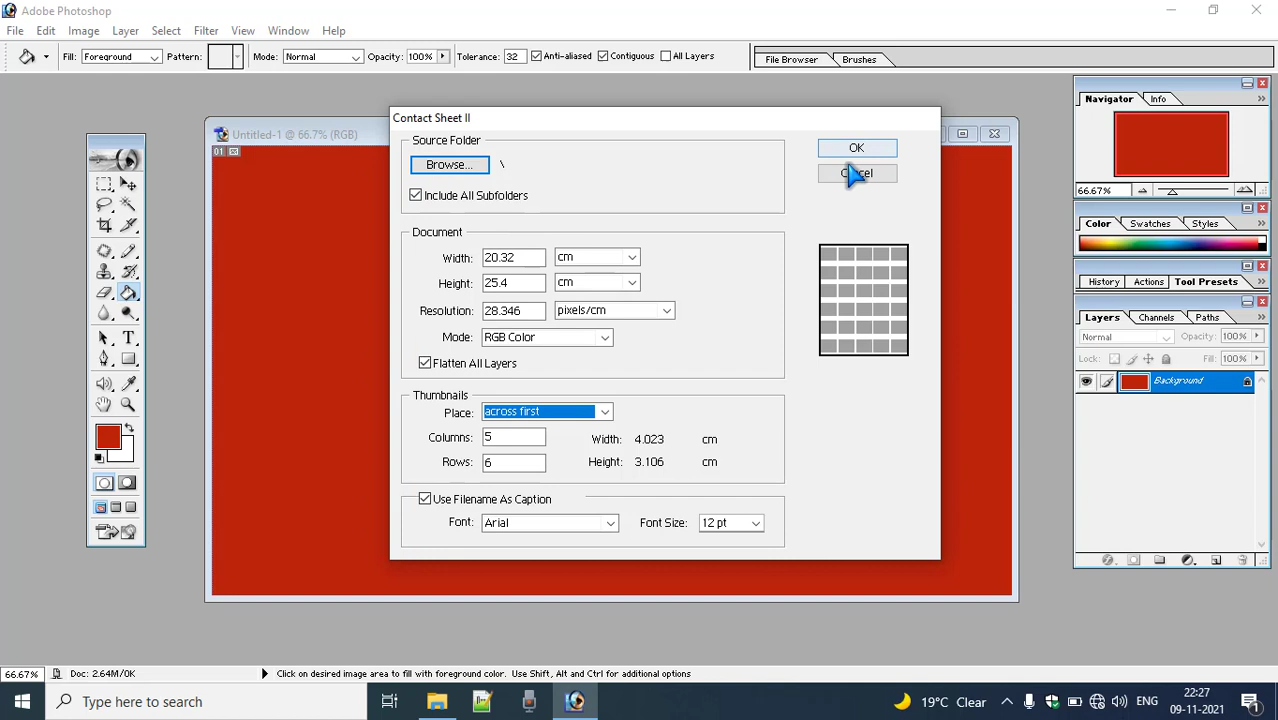 Adobe Photoshop
File Edit Image Layer Select Filter View Window Help
Fill: Foreground Pattern: Mode: Normal Opacity: 100% Tolerance: 32 Anti-aliased Contiguous All Layers File Browser Brushes
Untitled-1 @ 66.7% (RGB)
01
Contact Sheet II
Source Folder
Browse... \
Include All Subfolders
OK
Cancel
Document
Width: 20.32 cm
Height: 25.4 cm
Resolution: 28.346 pixels/cm
Mode: RGB Color
Flatten All Layers
Thumbnails
Place: across first
Columns: 5 Width: 4.023 cm
Rows: 6 Height: 3.106 cm
Use Filename As Caption
Font: Arial Font Size: 12 pt
Navigator Info
66.67%
Color Swatches Styles
History Actions Tool Presets
Layers Channels Paths
Normal Opacity: 100%
Lock: Fill: 100%
Background
66.67% Doc: 2.64M/0K Click on desired image area to fill with foreground color. Use Shift, Alt and Ctrl for additional options
Type here to search
19°C Clear ENG 22:27
09-11-2021
1